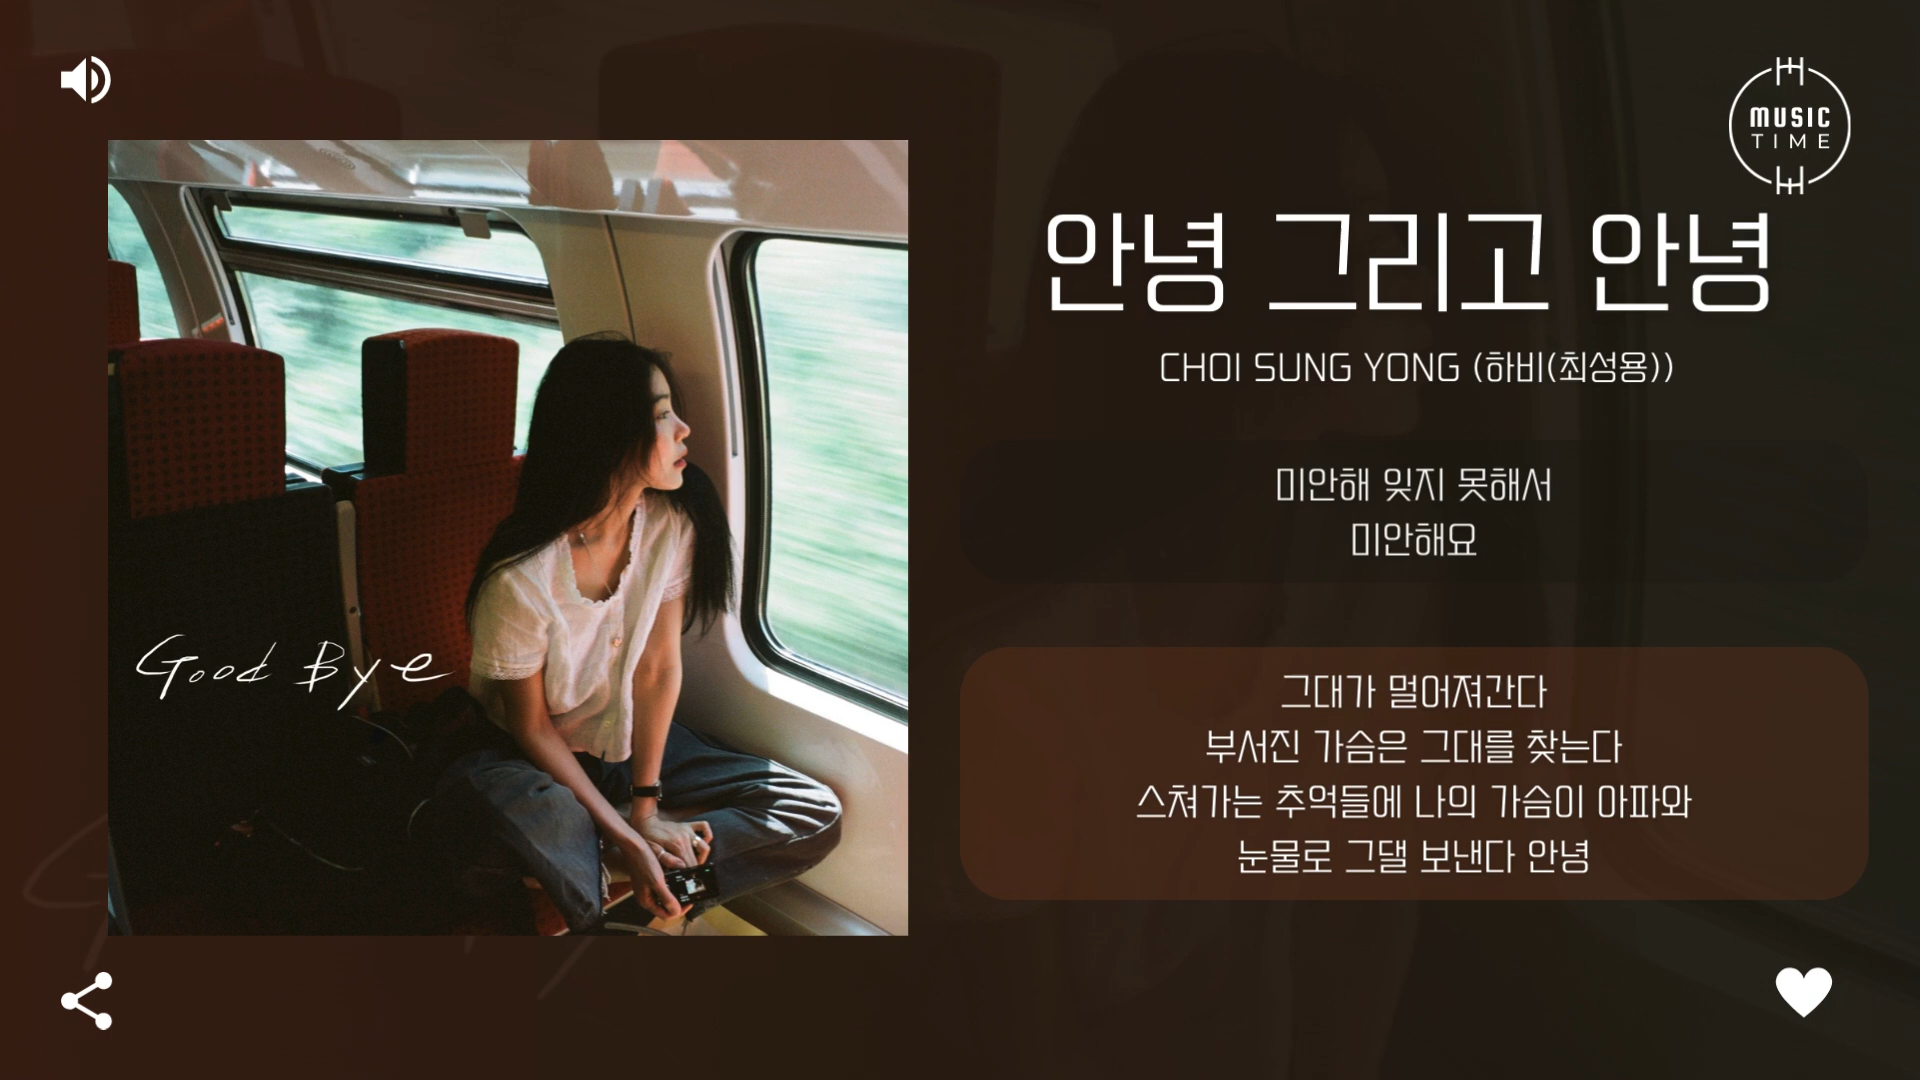 MUSIC
TIME
안녕 그리고 안녕
CHOI SUNG YONG (하비(최성용))
미안해 잊지 못해서
미안해요
그대가 멀어져간다
부서진 가슴은 그대를 찾는다
스쳐가는 추억들에 나의 가슴이 아파와
눈물로 그댈 보낸다 안녕
Good Bye